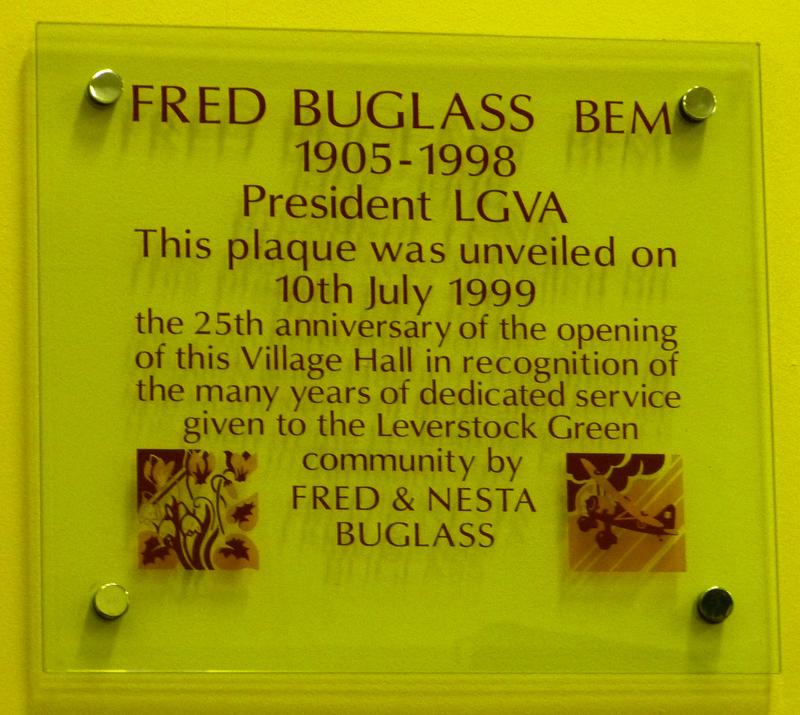 FRED BUGLASS BEM
1905-1998
President LGVA
This plaque was unveiled on
10th July 1999
the 25th anniversary of the opening
of this Village Hall in recognition of
the many years of dedicated service
given to the Leverstock Green
community by
FRED & NESTA
BUGLASS